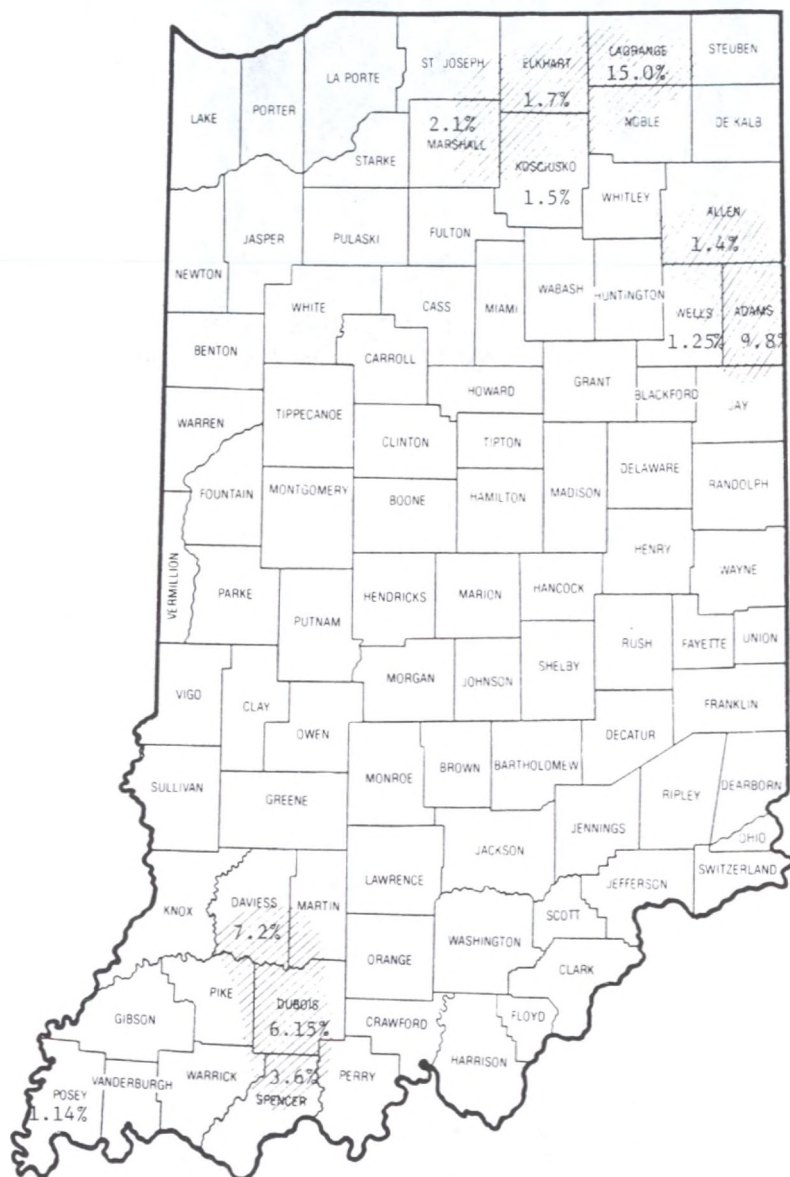 LAGRANGE
STEUBEN
ST JOSEPH
ELKHART
15.0%
LA PORTE
1.7%
LAKE
PORTER
2.1%
NOBLE
DE KALB
MARSHALL
STARKE
KOSCIUSKO
1.5%
WHITLEY
ALLEN
JASPER
PULASKI
FULTON
1.4%
NEWTON
WHITE
CASS
MIAMI
WABASH
HUNTINGTON
WELLS
ADAMS
1.25%
9.8%
BENTON
CARROLL
HOWARD
GRANT
BLACKFORD
JAY
WARREN
TIPPECANOE
CLINTON
TIPTON
DELAWARE
RANDOLPH
FOUNTAIN
MONTGOMERY
BOONE
HAMILTON
MADISON
HENRY
VERMILLION
PARKE
HENDRICKS
MARION
HANCOCK
WAYNE
PUTNAM
RUSH
FAYETTE
UNION
VIGO
CLAY
MORGAN
JOHNSON
SHELBY
FRANKLIN
OWEN
DECATUR
SULLIVAN
GREENE
MONROE
BROWN
BARTHOLOMEW
RIPLEY
DEARBORN
JENNINGS
OHIO
JACKSON
LAWRENCE
SWITZERLAND
JEFFERSON
KNOX
DAVIESS
MARTIN
7.2%
SCOTT
WASHINGTON
ORANGE
CLARK
PIKE
DUBOIS
GIBSON
6.15%
CRAWFORD
FLOYD
HARRISON
POSEY
1.14%
VANDERBURGH
WARRICK
3.6%
SPENCER
PERRY